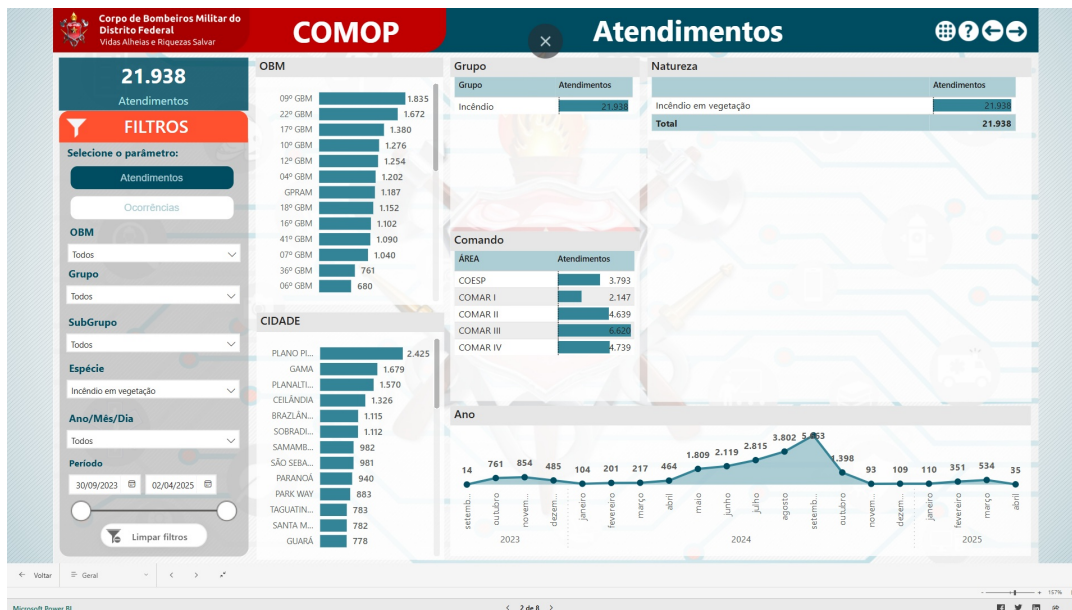 Corpo de Bombeiros Militar do
Distrito Federal
Vidas Alheias e Riquezas Salvar
COMOP
Atendimentos
21.938
Atendimentos
FILTROS
Selecione o parâmetro:
Atendimentos
Ocorrências
OBM
Todos
Grupo
Todos
SubGrupo
Todos
Espécie
Incêndio em vegetação
Ano/Mês/Dia
Todos
Período
30/09/2023 02/04/2025
Limpar filtros
OBM
09º GBM 1.835
22º GBM 1.672
17º GBM 1.380
10º GBM 1.276
12º GBM 1.254
04º GBM 1.202
GPRAM 1.187
18º GBM 1.152
16º GBM 1.102
41º GBM 1.090
07º GBM 1.040
36º GBM 761
06º GBM 680
CIDADE
PLANO PI... 2.425
GAMA 1.679
PLANALTI... 1.570
CEILÂNDIA 1.326
BRAZLÂN... 1.115
SOBRADI... 1.112
SAMAMB... 982
SÃO SEBA... 981
PARANOÁ 940
PARK WAY 883
TAGUATIN... 783
SANTA M... 782
GUARÁ 778
Grupo
Grupo Atendimentos
Incêndio 21.938
Natureza
Atendimentos
Incêndio em vegetação 21.938
Total 21.938
Comando
ÁREA Atendimentos
COESP 3.793
COMAR I 2.147
COMAR II 4.639
COMAR III 6.620
COMAR IV 4.739
Ano
14 761 854 485 104 201 217 464 1.809 2.119 2.815 3.802 1.398 93 109 110 351 534 35
setemb... outubro novem... dezem... janeiro fevereiro março abril maio junho julho agosto setemb... outubro novem... dezem... janeiro fevereiro março abril
2023 2024 2025
Voltar Geral
157%
Microsoft Power BI 2 de 8